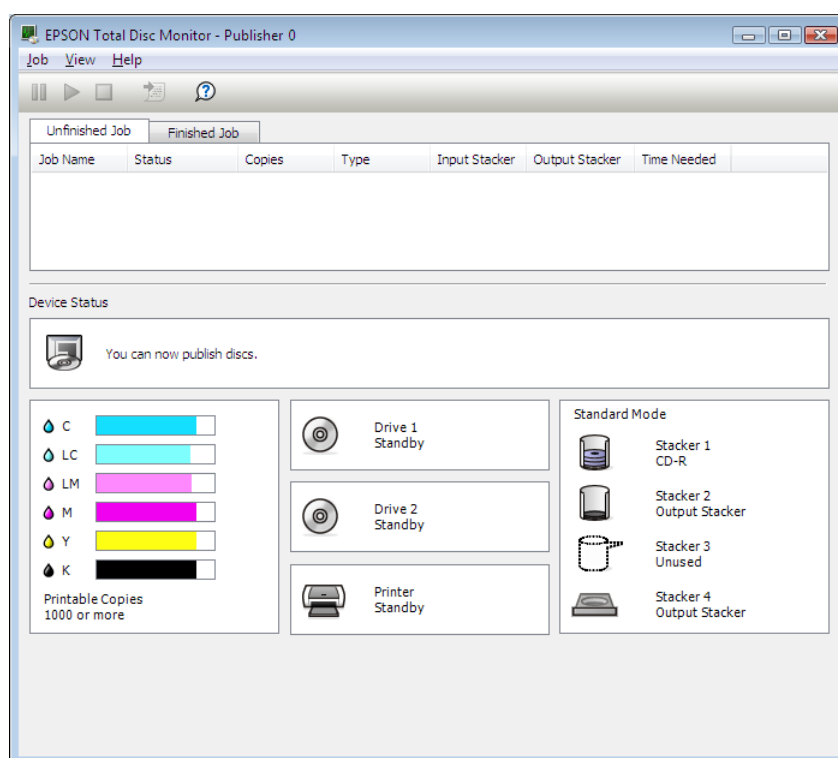 EPSON Total Disc Monitor - Publisher 0
Job View Help
Unfinished Job Finished Job
Job Name Status Copies Type Input Stacker Output Stacker Time Needed
Device Status
You can now publish discs.
C
LC
LM
M
Y
K
Printable Copies
1000 or more
Drive 1
Standby
Drive 2
Standby
Printer
Standby
Standard Mode
Stacker 1
CD-R
Stacker 2
Output Stacker
Stacker 3
Unused
Stacker 4
Output Stacker